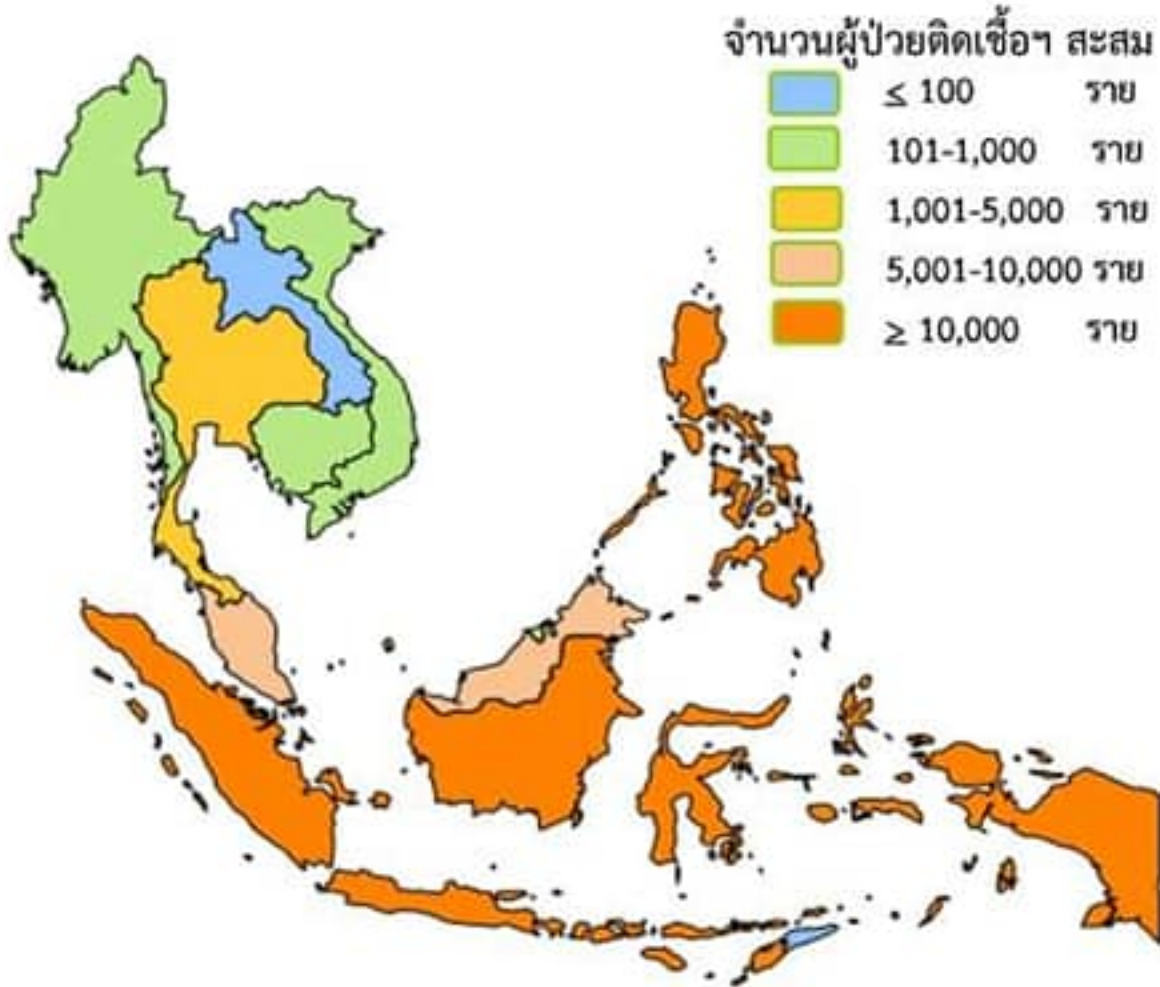 จำนวนผู้ป่วยติดเชื้อฯ สะสม
≤ 100 ราย
101-1,000 ราย
1,001-5,000 ราย
5,001-10,000 ราย
≥ 10,000 ราย